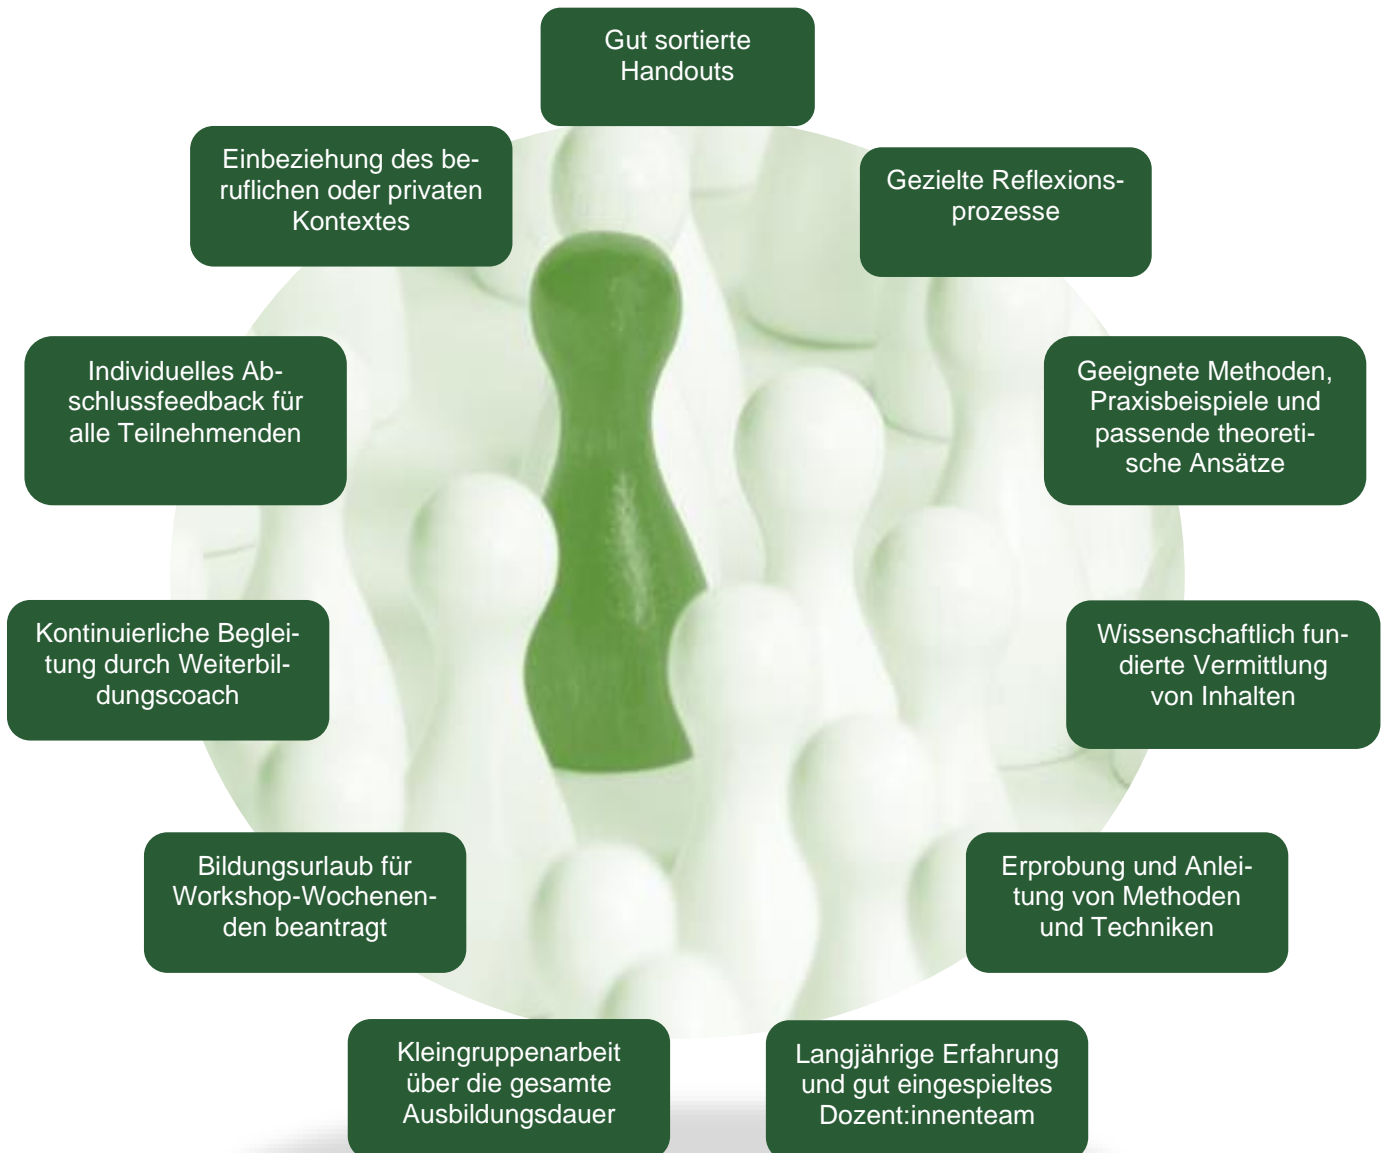 Gut sortierte
Handouts
Einbeziehung des be-
ruflichen oder privaten
Kontextes
Gezielte Reflexions-
prozesse
Individuelles Ab-
schlussfeedback für
alle Teilnehmenden
Geeignete Methoden,
Praxisbeispiele und
passende theoreti-
sche Ansätze
Kontinuierliche Beglei-
tung durch Weiterbil-
dungscoach
Wissenschaftlich fun-
dierte Vermittlung
von Inhalten
Bildungsurlaub für
Workshop-Wochenen-
den beantragt
Erprobung und Anlei-
tung von Methoden
und Techniken
Kleingruppenarbeit
über die gesamte
Ausbildungsdauer
Langjährige Erfahrung
und gut eingespieltes
Dozent:innenteam